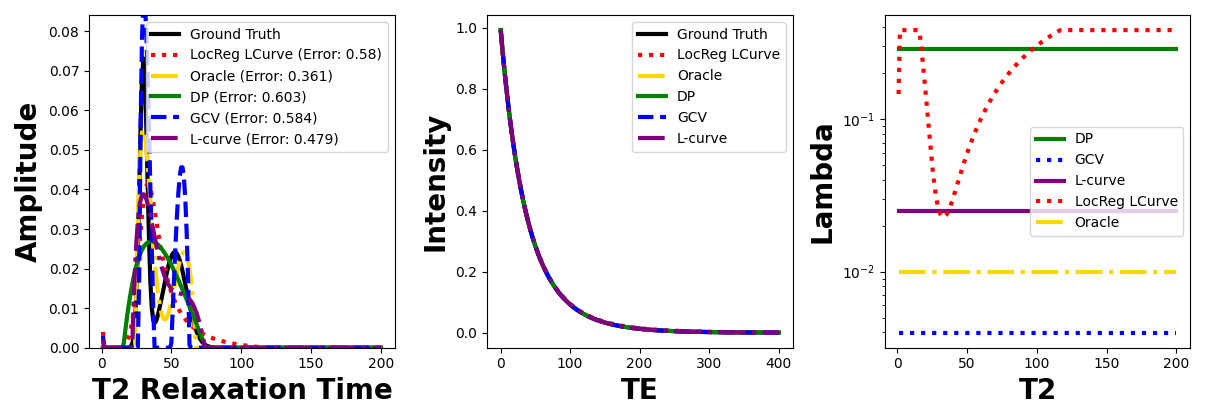 Amplitude
0.08
0.07
0.06
0.05
0.04
0.03
0.02
0.01
0.00
Ground Truth
LocReg LCurve (Error: 0.58)
Oracle (Error: 0.361)
DP (Error: 0.603)
GCV (Error: 0.584)
L-curve (Error: 0.479)
0 50 100 150 200
T2 Relaxation Time
Intensity
1.0
0.8
0.6
0.4
0.2
0.0
Ground Truth
LocReg LCurve
Oracle
DP
GCV
L-curve
0 100 200 300 400
TE
Lambda
10⁻¹
10⁻²
DP
GCV
L-curve
LocReg LCurve
Oracle
0 50 100 150 200
T2